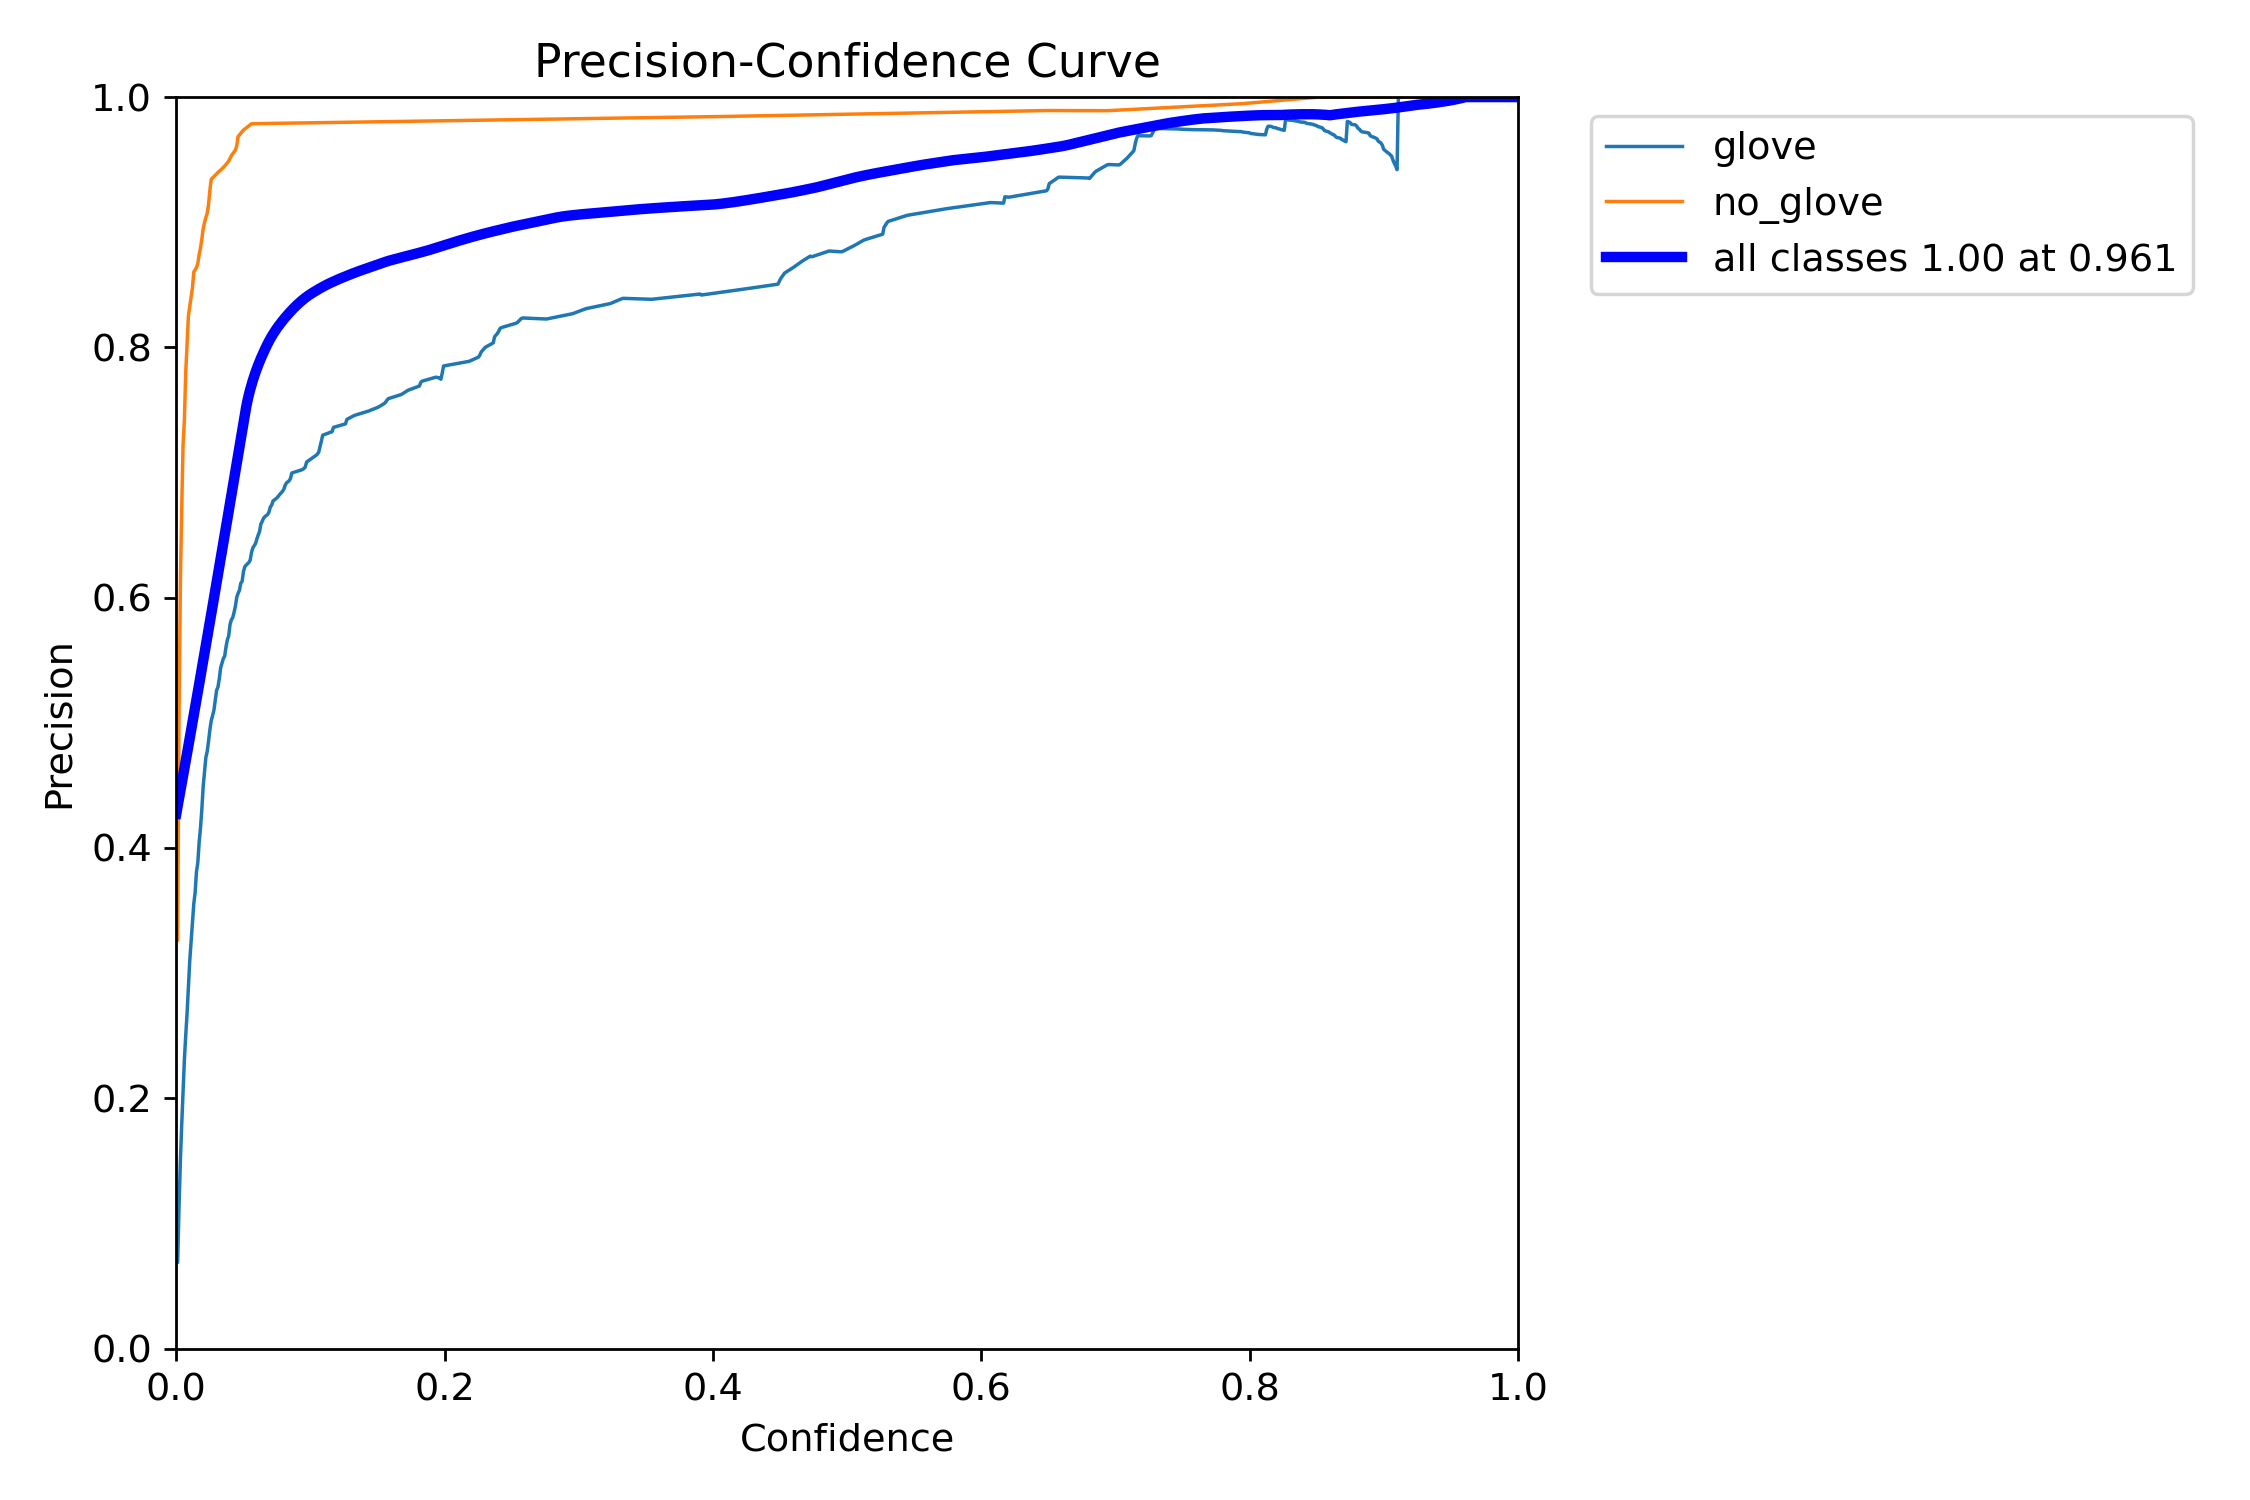 Precision-Confidence Curve
1.0
0.8
0.6
0.4
0.2
0.0
Precision
0.0 0.2 0.4 0.6 0.8 1.0
Confidence
glove
no_glove
all classes 1.00 at 0.961